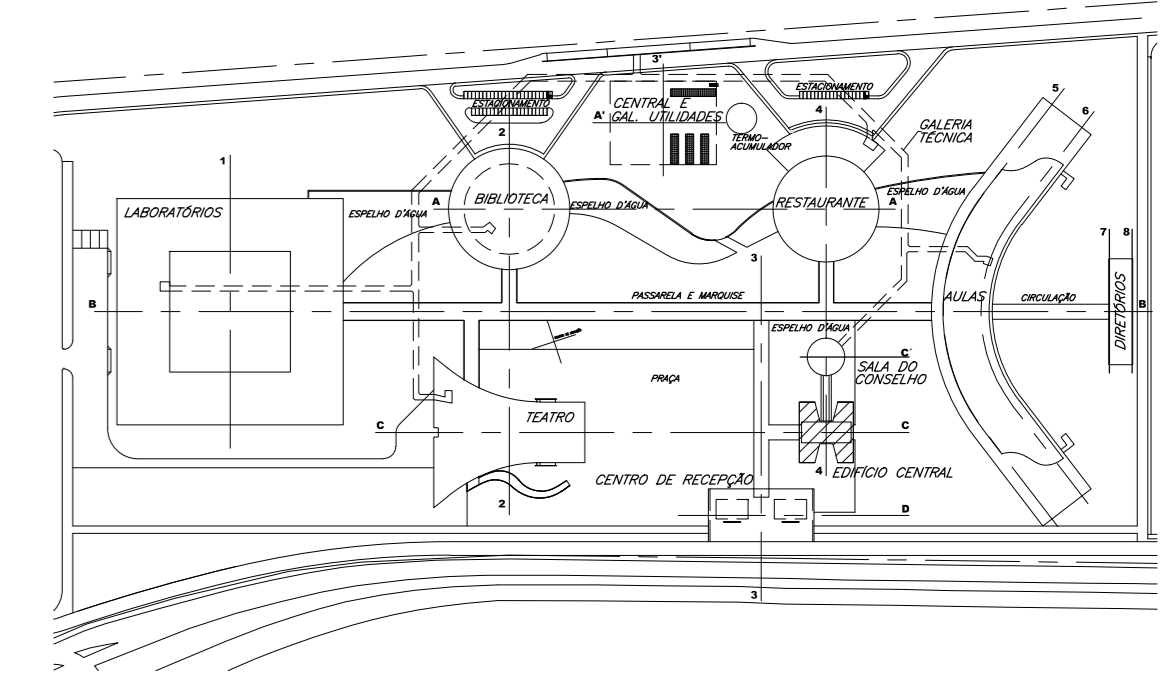 3'
ESTACIONAMENTO
ESTACIONAMENTO
CENTRAL E
A' GAL. UTILIDADES
4
2
5
6
TERMO-
ACUMULADOR
GALERIA
TÉCNICA
1
LABORATÓRIOS
ESPELHO D'ÁGUA
A
BIBLIOTECA
ESPELHO D'ÁGUA
RESTAURANTE
A
ESPELHO D'ÁGUA
7
8
3
B
PASSARELA E MARQUISE
AULAS
CIRCULAÇÃO
DIRETÓRIOS
B
ESPELHO D'ÁGUA
C'
SALA DO
CONSELHO
PRAÇA
C
TEATRO
C
4
EDIFÍCIO CENTRAL
CENTRO DE RECEPÇÃO
2
D
3